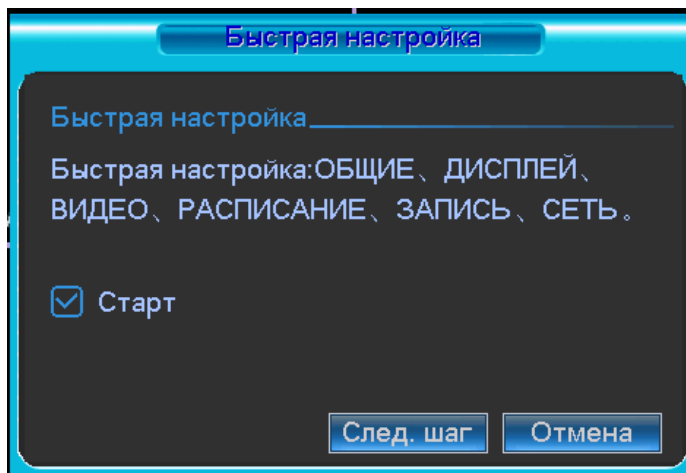 Быстрая настройка
Быстрая настройка
Быстрая настройка:ОБЩИЕ、ДИСПЛЕЙ、
ВИДЕО、РАСПИСАНИЕ、ЗАПИСЬ、СЕТЬ。
Старт
След. шаг Отмена